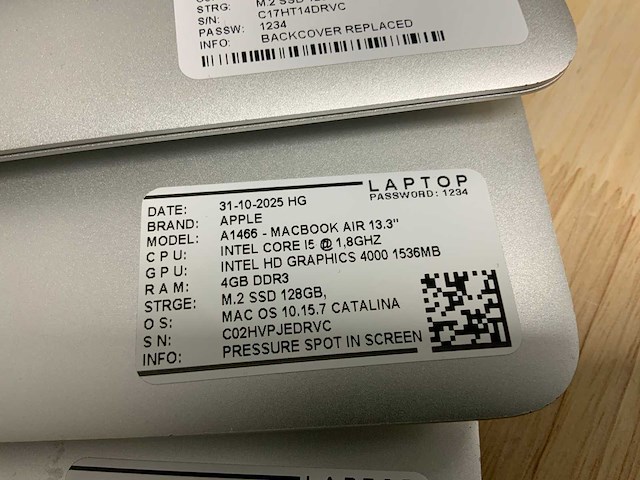 STRG: M.2 SSD
S/N: C17HT14DRVC
PASSW: 1234
INFO: BACKCOVER REPLACED
LAPTOP
PASSWORD: 1234
DATE: 31-10-2025 HG
BRAND: APPLE
MODEL: A1466 - MACBOOK AIR 13.3"
CPU: INTEL CORE I5 @ 1,8GHZ
GPU: INTEL HD GRAPHICS 4000 1536MB
RAM: 4GB DDR3
STRGE: M.2 SSD 128GB,
OS: MAC OS 10.15.7 CATALINA
SN: C02HVPJEDRVC
INFO: PRESSURE SPOT IN SCREEN
LAPTOP